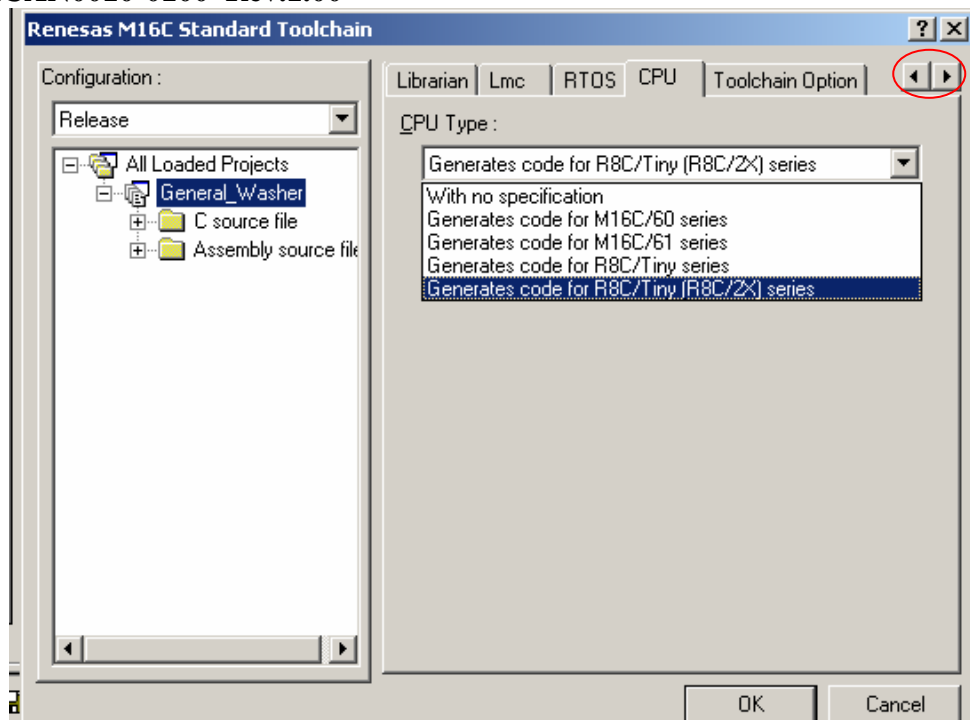 Renesas M16C Standard Toolchain
Configuration :
Release
All Loaded Projects
General_Washer
C source file
Assembly source file
Librarian
Lmc
RTOS
CPU
Toolchain Option
CPU Type :
Generates code for R8C/Tiny (R8C/2X) series
With no specification
Generates code for M16C/60 series
Generates code for M16C/61 series
Generates code for R8C/Tiny series
Generates code for R8C/Tiny (R8C/2X) series
OK
Cancel